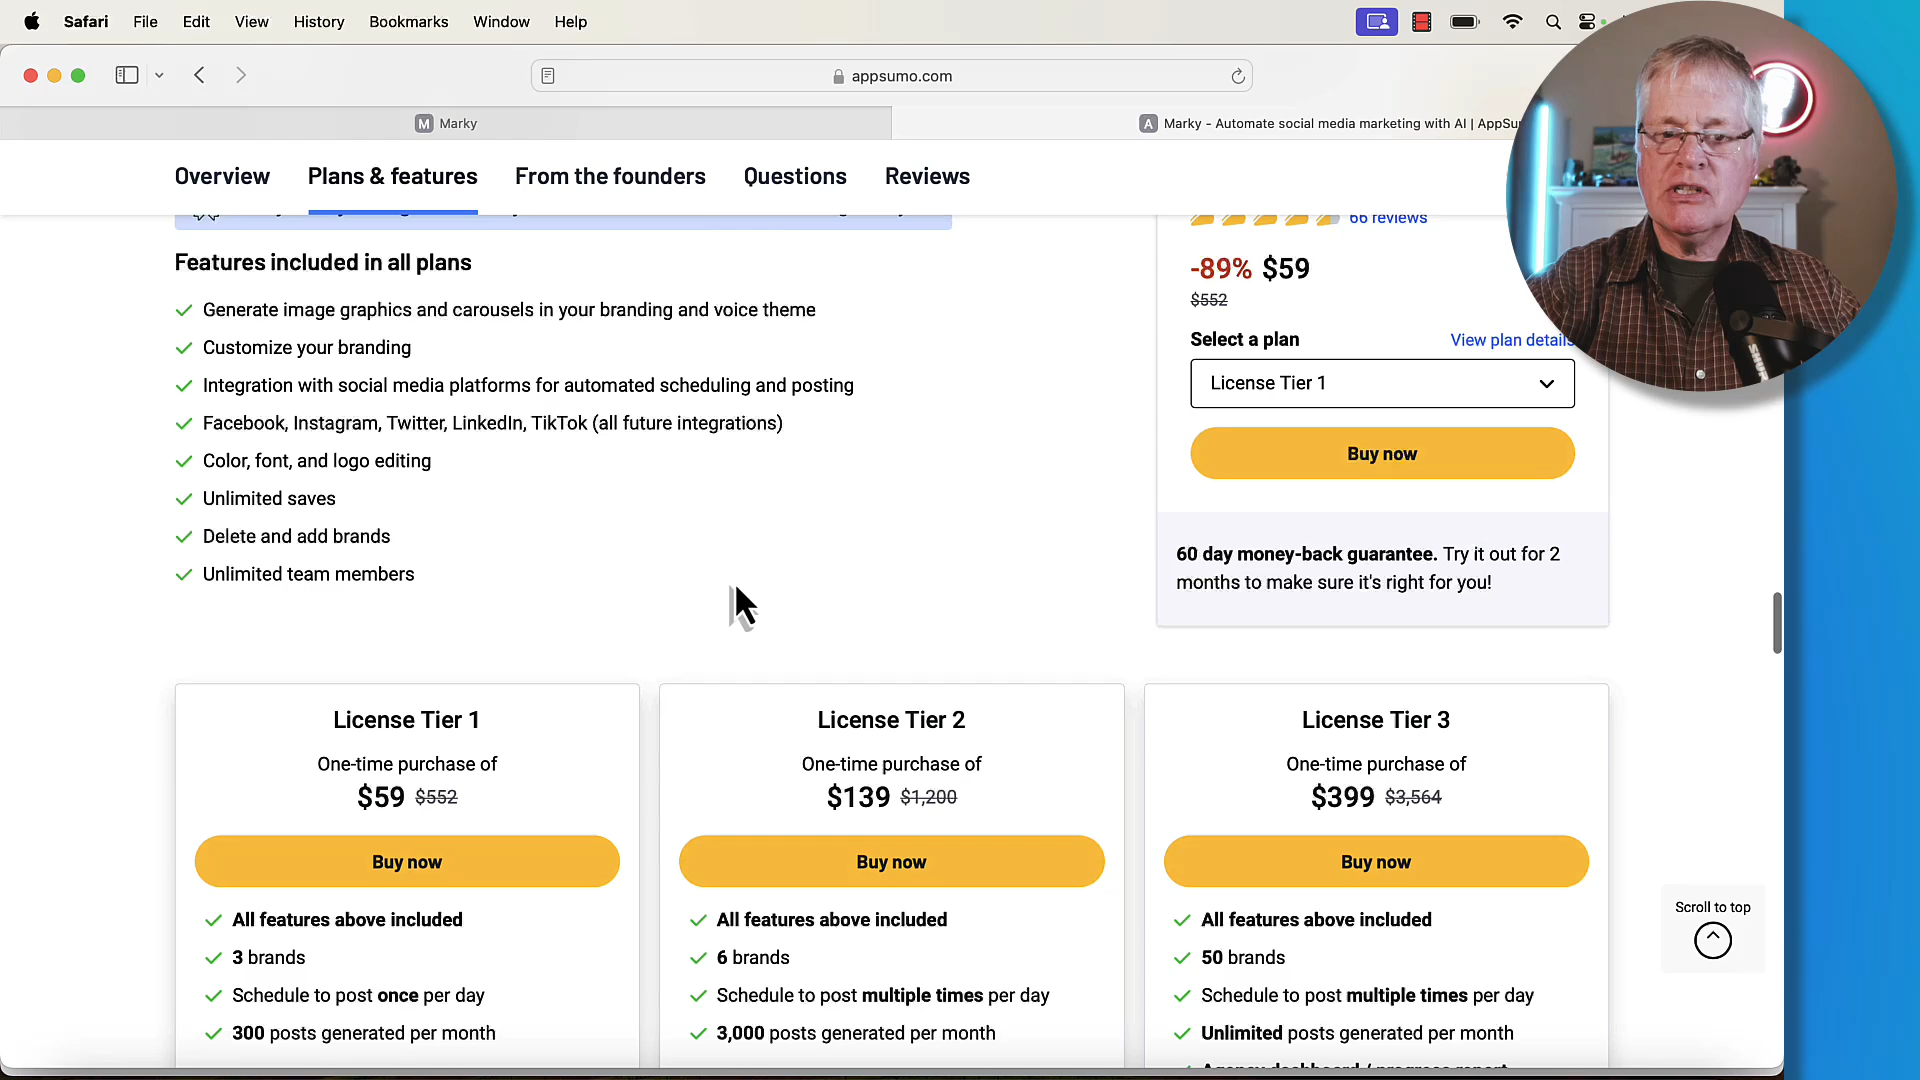 Safari File Edit View History Bookmarks Window Help
appsumo.com
M Marky
A Marky - Automate social media marketing with AI | AppSu
Overview Plans & features From the founders Questions Reviews
66 reviews
Features included in all plans
Generate image graphics and carousels in your branding and voice theme
Customize your branding
Integration with social media platforms for automated scheduling and posting
Facebook, Instagram, Twitter, LinkedIn, TikTok (all future integrations)
Color, font, and logo editing
Unlimited saves
Delete and add brands
Unlimited team members
-89% $59
$552
Select a plan View plan details
License Tier 1
Buy now
60 day money-back guarantee. Try it out for 2
months to make sure it's right for you!
License Tier 1
One-time purchase of
$59 $552
Buy now
All features above included
3 brands
Schedule to post once per day
300 posts generated per month
License Tier 2
One-time purchase of
$139 $1,200
Buy now
All features above included
6 brands
Schedule to post multiple times per day
3,000 posts generated per month
License Tier 3
One-time purchase of
$399 $3,564
Buy now
All features above included
50 brands
Schedule to post multiple times per day
Unlimited posts generated per month
Agency dashboard / progress report
Scroll to top